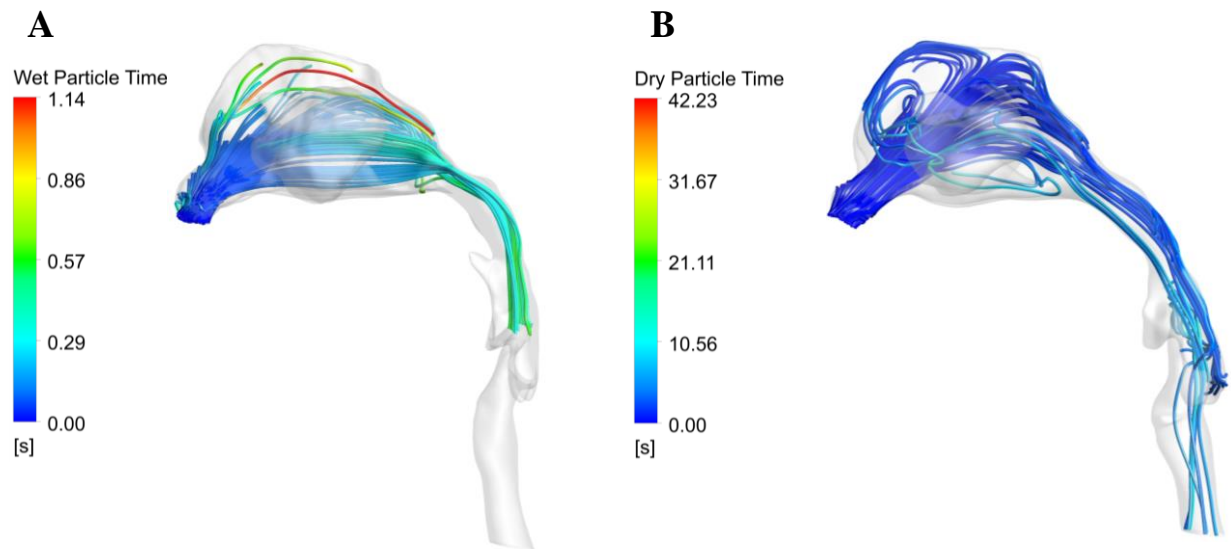 A
Wet Particle Time
1.14
0.86
0.57
0.29
0.00
[s]
B
Dry Particle Time
42.23
31.67
21.11
10.56
0.00
[s]